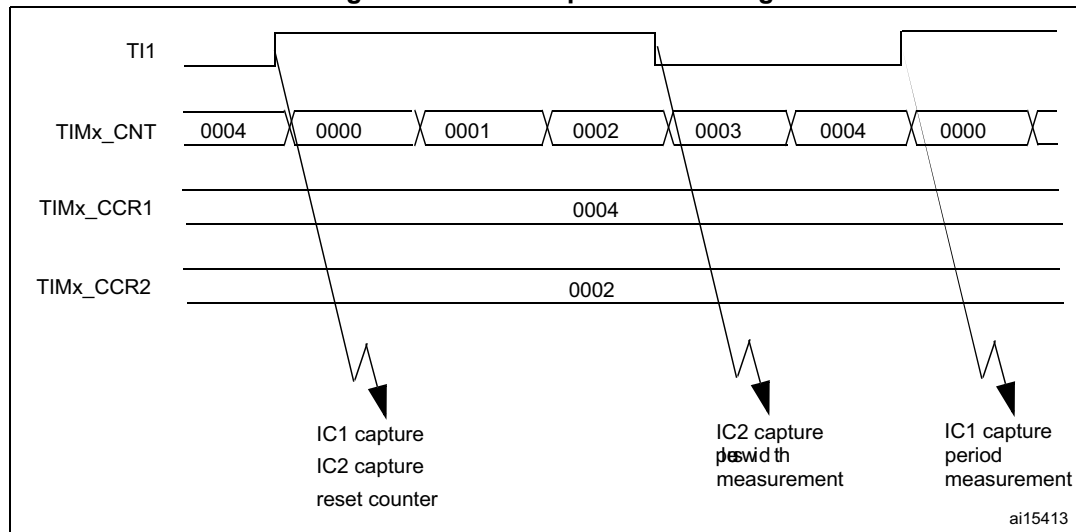 TI1
TIMx_CNT 0004 0000 0001 0002 0003 0004 0000
TIMx_CCR1 0004
TIMx_CCR2 0002
IC1 capture
IC2 capture
reset counter
IC2 capture
measurement
IC1 capture
period
measurement
ai15413